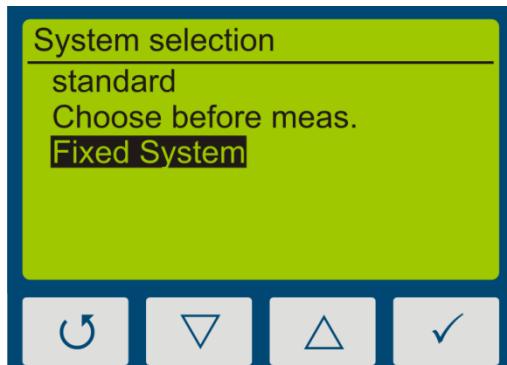 System selection
standard
Choose before meas.
Fixed System